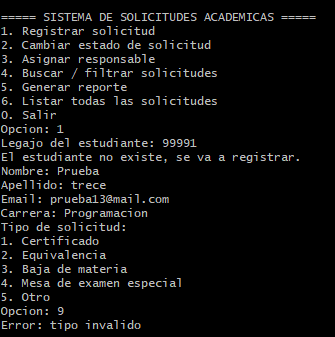 ===== SISTEMA DE SOLICITUDES ACADEMICAS =====
1. Registrar solicitud
2. Cambiar estado de solicitud
3. Asignar responsable
4. Buscar / filtrar solicitudes
5. Generar reporte
6. Listar todas las solicitudes
0. Salir
Opcion: 1
Legajo del estudiante: 99991
El estudiante no existe, se va a registrar.
Nombre: Prueba
Apellido: trece
Email: prueba13@mail.com
Carrera: Programacion
Tipo de solicitud:
1. Certificado
2. Equivalencia
3. Baja de materia
4. Mesa de examen especial
5. Otro
Opcion: 9
Error: tipo invalido